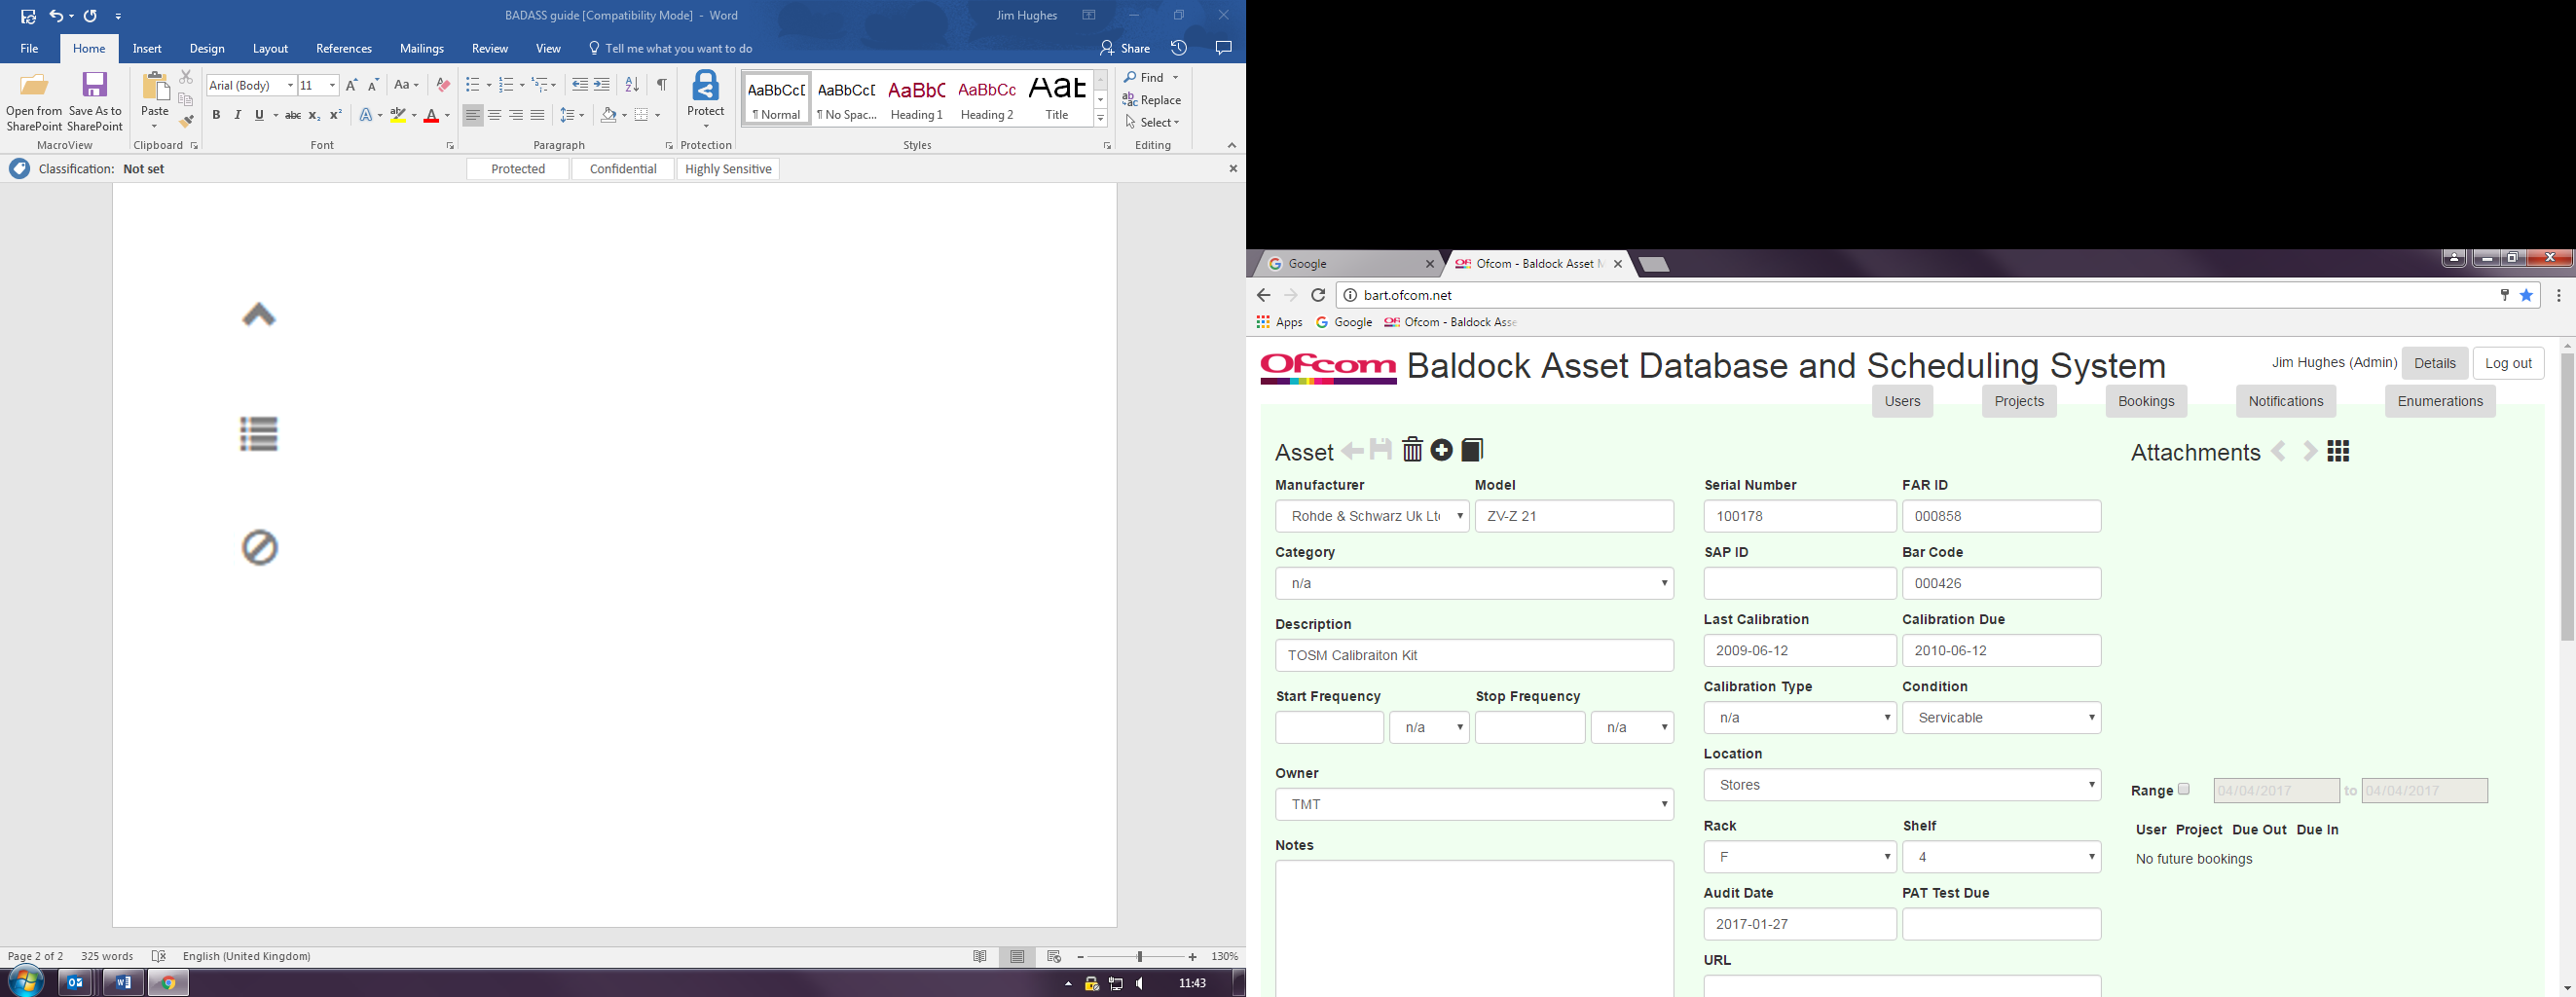 BADASS guide [Compatibility Mode] - Word
Jim Hughes
File Home Insert Design Layout References Mailings Review View Tell me what you want to do
Share
Open from SharePoint
Save As to SharePoint
Paste
Arial (Body) 11
Aa
B I U abc x₂ x² A aby A
Protect
AaBbCcD AaBbCcD AaBbC AaBbCc AaB
¶ Normal ¶ No Spac... Heading 1 Heading 2 Title
Find
Replace
Select
MacroView Clipboard Font Paragraph Protection Styles Editing
Classification: Not set
Protected Confidential Highly Sensitive
Page 2 of 2 325 words English (United Kingdom)
130%
11:43
Google
Ofcom - Baldock Asset M
bart.ofcom.net
Apps Google Ofcom - Baldock Asse
Ofcom Baldock Asset Database and Scheduling System
Jim Hughes (Admin) Details Log out
Users Projects Bookings Notifications Enumerations
Asset
Manufacturer Model
Rohde & Schwarz Uk Lt ZV-Z 21
Category
n/a
Description
TOSM Calibraiton Kit
Start Frequency Stop Frequency
n/a n/a
Owner
TMT
Notes
Serial Number FAR ID
100178 000858
SAP ID Bar Code
000426
Last Calibration Calibration Due
2009-06-12 2010-06-12
Calibration Type Condition
n/a Servicable
Location
Stores
Rack Shelf
F 4
Audit Date PAT Test Due
2017-01-27
URL
Attachments
Range 04/04/2017 to 04/04/2017
User Project Due Out Due In
No future bookings